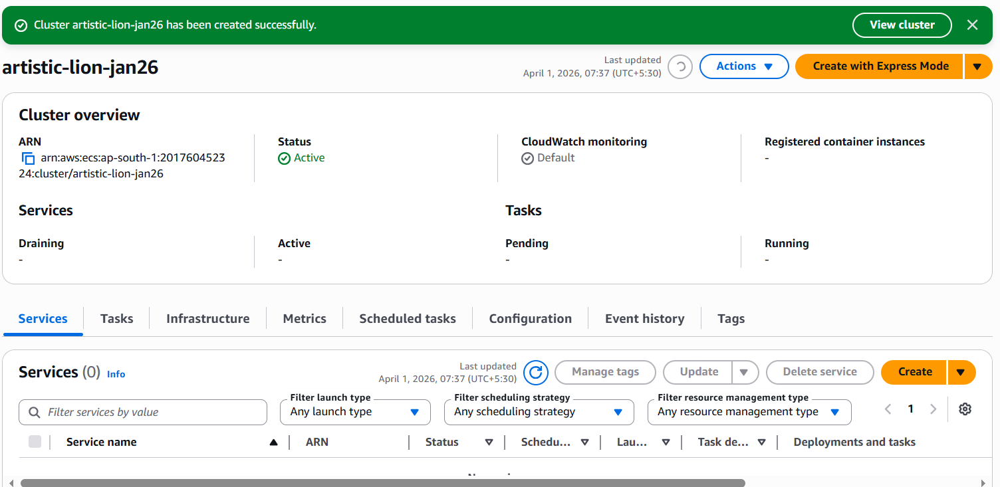 Cluster artistic-lion-jan26 has been created successfully.
View cluster
artistic-lion-jan26
Last updated
April 1, 2026, 07:37 (UTC+5:30)
Actions
Create with Express Mode
Cluster overview
ARN
arn:aws:ecs:ap-south-1:2017604523
24:cluster/artistic-lion-jan26
Status
Active
CloudWatch monitoring
Default
Registered container instances
-
Services
Tasks
Draining
-
Active
-
Pending
-
Running
-
Services
Tasks
Infrastructure
Metrics
Scheduled tasks
Configuration
Event history
Tags
Services (0) Info
Last updated
April 1, 2026, 07:37 (UTC+5:30)
Manage tags
Update
Delete service
Create
Filter services by value
Filter launch type
Any launch type
Filter scheduling strategy
Any scheduling strategy
Filter resource management type
Any resource management type
1
Service name
ARN
Status
Schedu...
Lau...
Task de...
Deployments and tasks